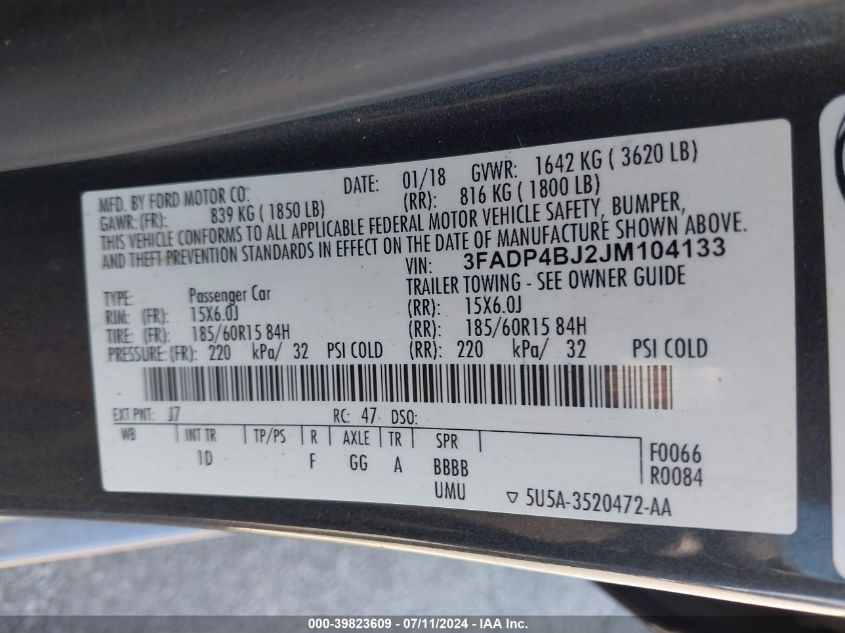 MFD. BY FORD MOTOR CO. DATE: 01/18 GVWR: 1642 KG ( 3620 LB)
GAWR: (FR): 839 KG ( 1850 LB) (RR): 816 KG ( 1800 LB)
THIS VEHICLE CONFORMS TO ALL APPLICABLE FEDERAL MOTOR VEHICLE SAFETY, BUMPER,
AND THEFT PREVENTION STANDARDS IN EFFECT ON THE DATE OF MANUFACTURE SHOWN ABOVE.
VIN: 3FADP4BJ2JM104133
TYPE: Passenger Car TRAILER TOWING - SEE OWNER GUIDE
RIM: (FR): 15X6.0J (RR): 15X6.0J
TIRE: (FR): 185/60R15 84H (RR): 185/60R15 84H
PRESSURE: (FR): 220 kPa/ 32 PSI COLD (RR): 220 kPa/ 32 PSI COLD
EXT PNT: J7 RC: 47 DSO:
WB INT TR TP/PS R AXLE TR SPR F0066
1D F GG A BBBB R0084
UMU ▽ 5U5A-3520472-AA
000-39823609 - 07/11/2024 - IAA Inc.